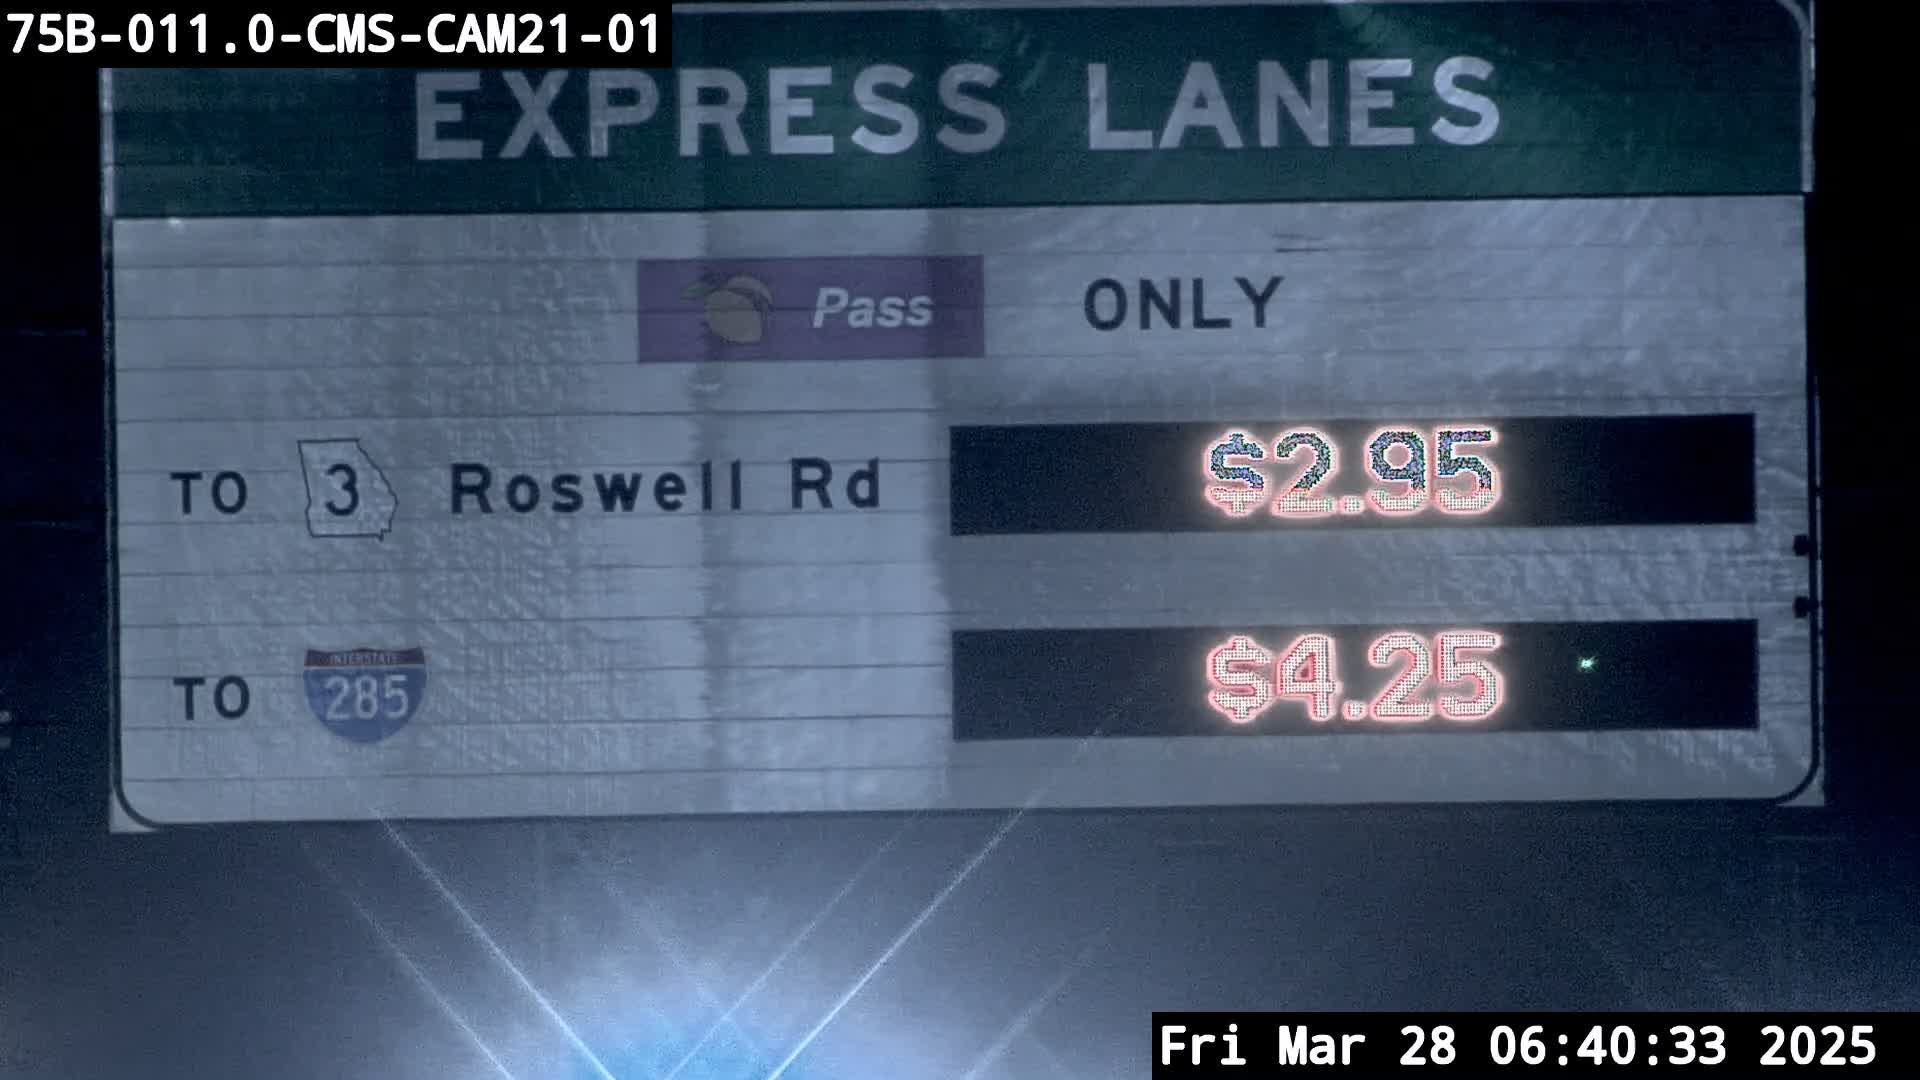 75B-011.0-CMS-CAM21-01
EXPRESS LANES
Pass ONLY
TO 3 Roswell Rd $2.95
TO INTERSTATE 285 $4.25
Fri Mar 28 06:40:33 2025